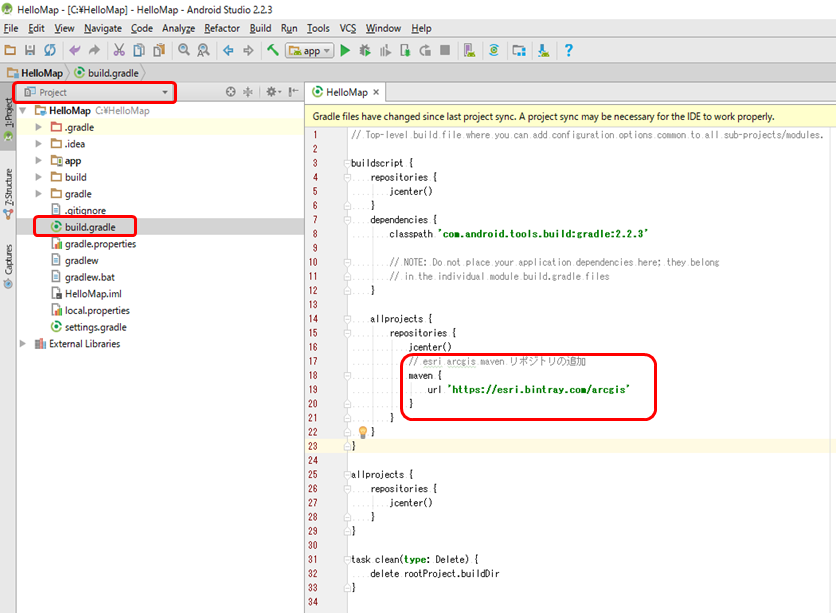 HelloMap - [C:¥HelloMap] - HelloMap - Android Studio 2.2.3
File Edit View Navigate Code Analyze Refactor Build Run Tools VCS Window Help
app
HelloMap build.gradle
Project
HelloMap
1: Project
Z: Structure
Captures
HelloMap C:¥HelloMap
.gradle
.idea
app
build
gradle
.gitignore
build.gradle
gradle.properties
gradlew
gradlew.bat
HelloMap.iml
local.properties
settings.gradle
External Libraries
Gradle files have changed since last project sync. A project sync may be necessary for the IDE to work properly.
1 // Top-level build file where you can add configuration options common to all sub-projects/modules.
2
3 buildscript {
4 repositories {
5 jcenter()
6 }
7 dependencies {
8 classpath 'com.android.tools.build:gradle:2.2.3'
9
10 // NOTE: Do not place your application dependencies here; they belong
11 // in the individual module build.gradle files
12 }
13
14 allprojects {
15 repositories {
16 jcenter()
17 // esri arcgis maven リポジトリの追加
18 maven {
19 url 'https://esri.bintray.com/arcgis'
20 }
21 }
22 }
23 }
24
25 allprojects {
26 repositories {
27 jcenter()
28 }
29 }
30
31 task clean(type: Delete) {
32 delete rootProject.buildDir
33 }
34